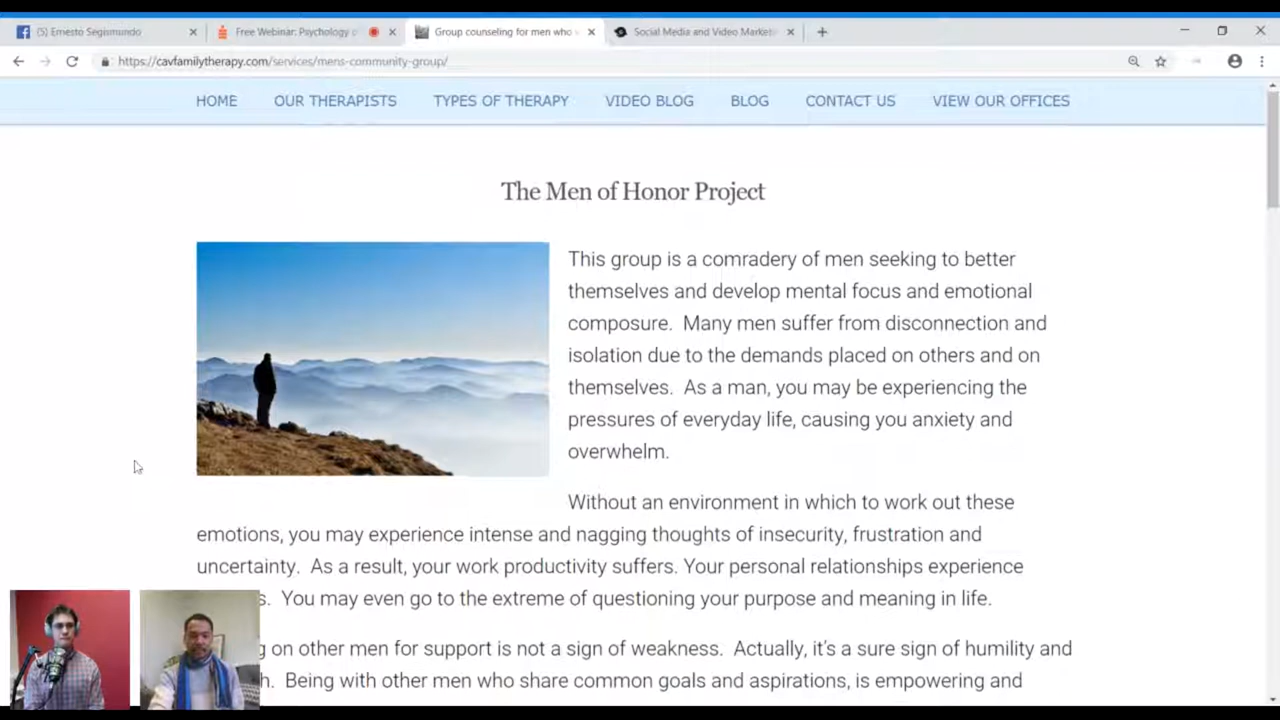 (5) Ernesto Segismundo
Free Webinar: Psychology o
Group counseling for men who s
Social Media and Video Marketi
https://cavfamilytherapy.com/services/mens-community-group/
HOME OUR THERAPISTS TYPES OF THERAPY VIDEO BLOG BLOG CONTACT US VIEW OUR OFFICES
The Men of Honor Project
This group is a comradery of men seeking to better
themselves and develop mental focus and emotional
composure. Many men suffer from disconnection and
isolation due to the demands placed on others and on
themselves. As a man, you may be experiencing the
pressures of everyday life, causing you anxiety and
overwhelm.
Without an environment in which to work out these
emotions, you may experience intense and nagging thoughts of insecurity, frustration and
uncertainty. As a result, your work productivity suffers. Your personal relationships experience
s. You may even go to the extreme of questioning your purpose and meaning in life.
g on other men for support is not a sign of weakness. Actually, it's a sure sign of humility and
h. Being with other men who share common goals and aspirations, is empowering and